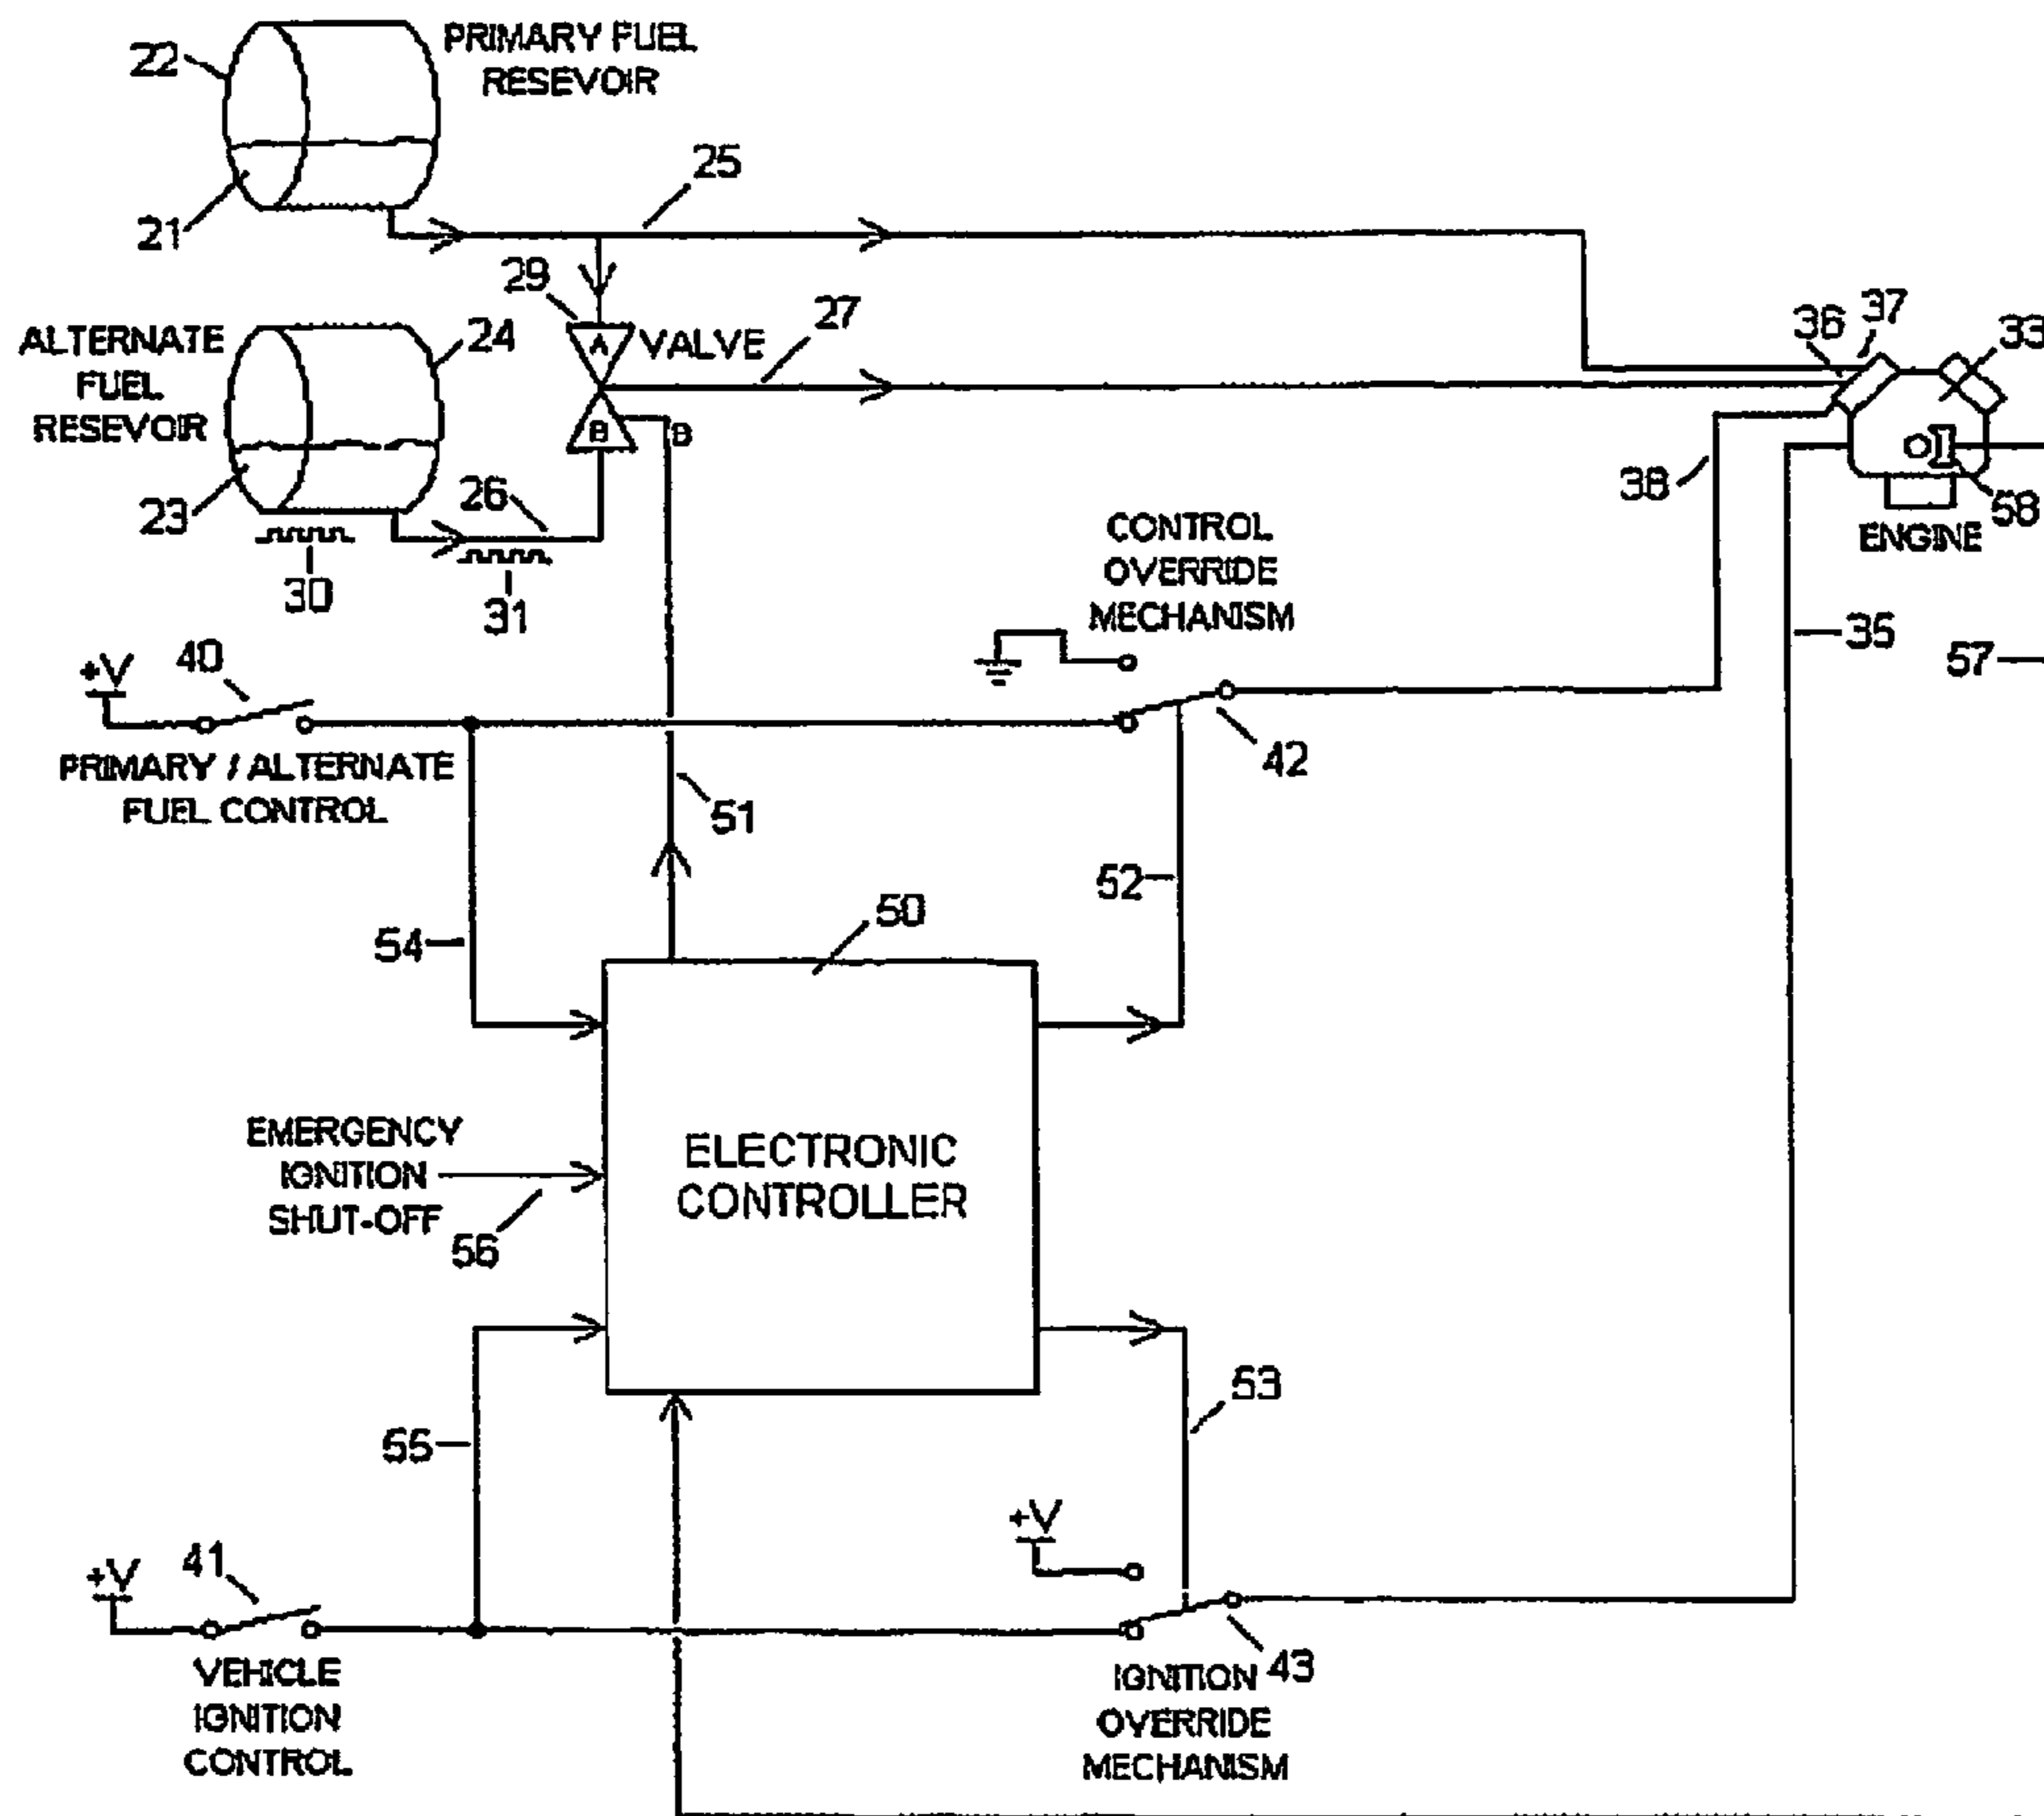 22
PRIMARY FUEL
RESEVOIR
21
25
29
A
VALVE
27
ALTERNATE
FUEL
RESEVOIR
24
B
B
23
26
30
31
36
37
33
38
58
ENGINE
35
57
CONTROL
OVERRIDE
MECHANISM
+V
40
PRIMARY / ALTERNATE
FUEL CONTROL
42
51
52
54
50
EMERGENCY
IGNITION
SHUT-OFF
56
ELECTRONIC
CONTROLLER
55
53
+V
+V
41
VEHICLE
IGNITION
CONTROL
43
IGNITION
OVERRIDE
MECHANISM